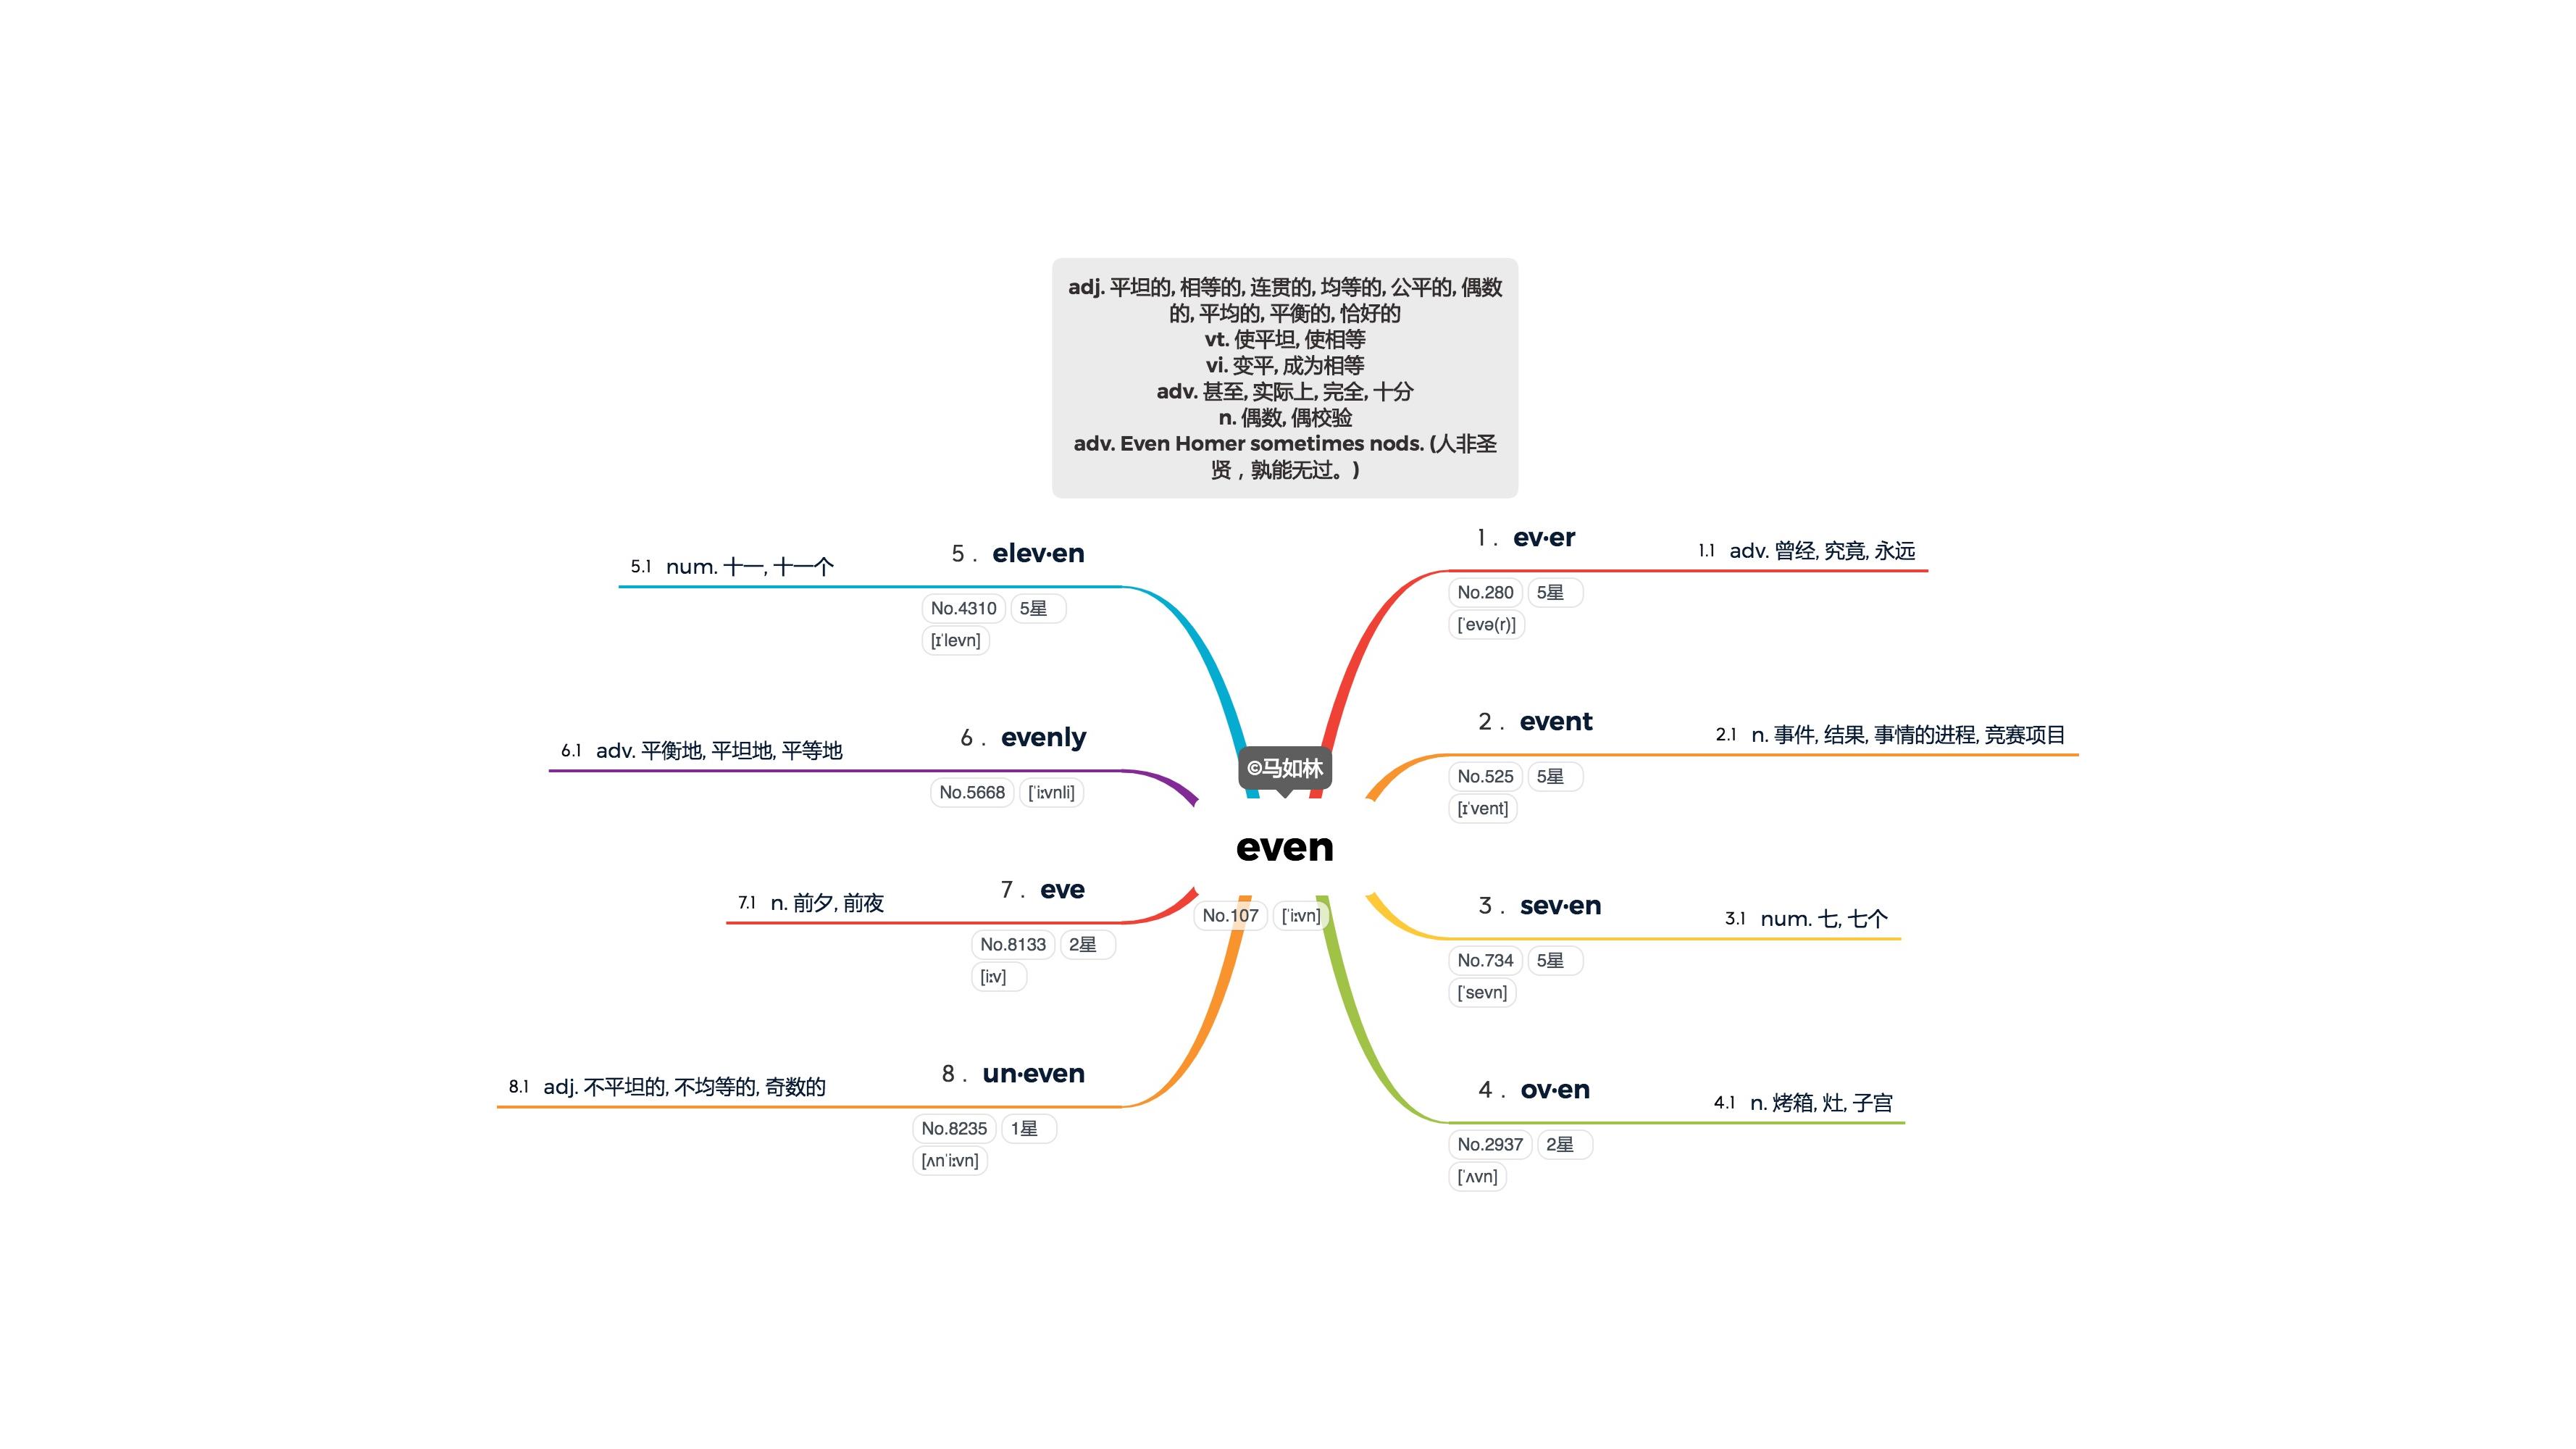 adj. 平坦的, 相等的, 连贯的, 均等的, 公平的, 偶数
的, 平均的, 平衡的, 恰好的
vt. 使平坦, 使相等
vi. 变平, 成为相等
adv. 甚至, 实际上, 完全, 十分
n. 偶数, 偶校验
adv. Even Homer sometimes nods. (人非圣
贤，孰能无过。)
©马如林
even
No.107 [ˈiːvn]
1 . ev·er
1.1 adv. 曾经, 究竟, 永远
No.280 5星
[ˈevə(r)]
2 . event
2.1 n. 事件, 结果, 事情的进程, 竞赛项目
No.525 5星
[ɪˈvent]
3 . sev·en
3.1 num. 七, 七个
No.734 5星
[ˈsevn]
4 . ov·en
4.1 n. 烤箱, 灶, 子宫
No.2937 2星
[ˈʌvn]
5 . elev·en
5.1 num. 十一, 十一个
No.4310 5星
[ɪˈlevn]
6 . evenly
6.1 adv. 平衡地, 平坦地, 平等地
No.5668 [ˈiːvnli]
7 . eve
7.1 n. 前夕, 前夜
No.8133 2星
[iːv]
8 . un·even
8.1 adj. 不平坦的, 不均等的, 奇数的
No.8235 1星
[ʌnˈiːvn]